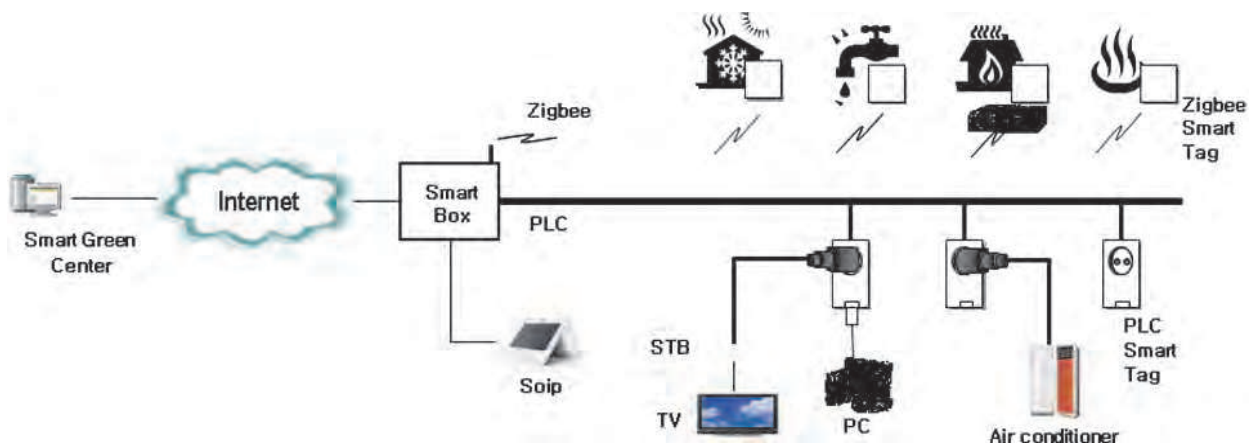 Zigbee
Zigbee
Smart
Tag
Internet
Smart
Box
PLC
Smart Green
Center
Soip
STB
TV
PC
PLC
Smart
Tag
Air conditioner